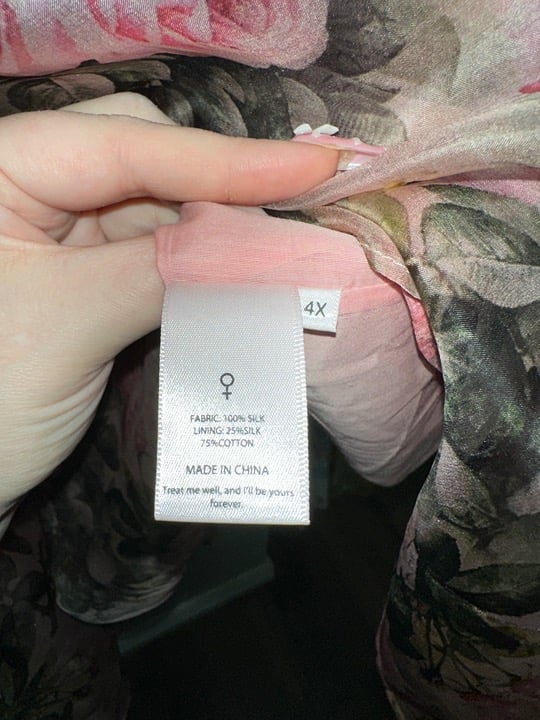 4X
FABRIC: 100% SILK
LINING: 25%SILK
75%COTTON
MADE IN CHINA
Treat me well, and I'll be yours
forever.